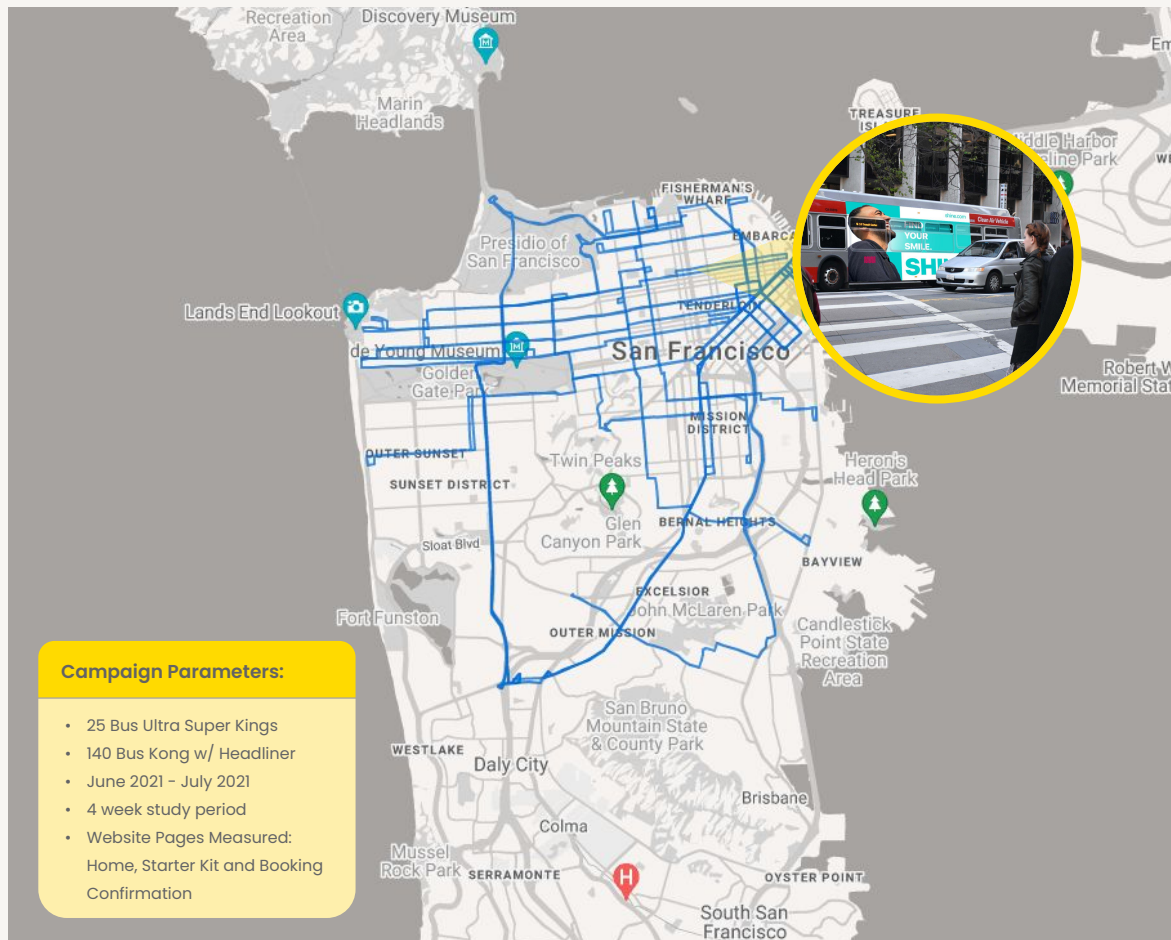 Recreation
Area
Discovery Museum
Marin
Headlands
TREASURE
Middle Harbor
FISHERMAN'S
WHARF
Presidio of
San Francisco
YOUR
SMILE.
Clean Air Vehicle
TENDERLOIN
Lands End Lookout
de Young Museum
San Francisco
Golden
Gate Park
Robert W
Memorial Sta
MISSION
DISTRICT
OUTER SUNSET
Twin Peaks
Heron's
Head Park
SUNSET DISTRICT
Glen
Canyon Park
BERNAL HEIGHTS
Sloat Blvd
BAYVIEW
EXCELSIOR
John McLaren Park
Fort Funston
OUTER MISSION
Candlestick
Point State
Recreation
Area
Campaign Parameters:
• 25 Bus Ultra Super Kings
• 140 Bus Kong w/ Headliner
• June 2021 - July 2021
• 4 week study period
• Website Pages Measured:
Home, Starter Kit and Booking
Confirmation
San Bruno
Mountain State
& County Park
WESTLAKE
Daly City
Brisbane
Colma
Mussel
Rock Park
SERRAMONTE
H
OYSTER POINT
South San
Francisco